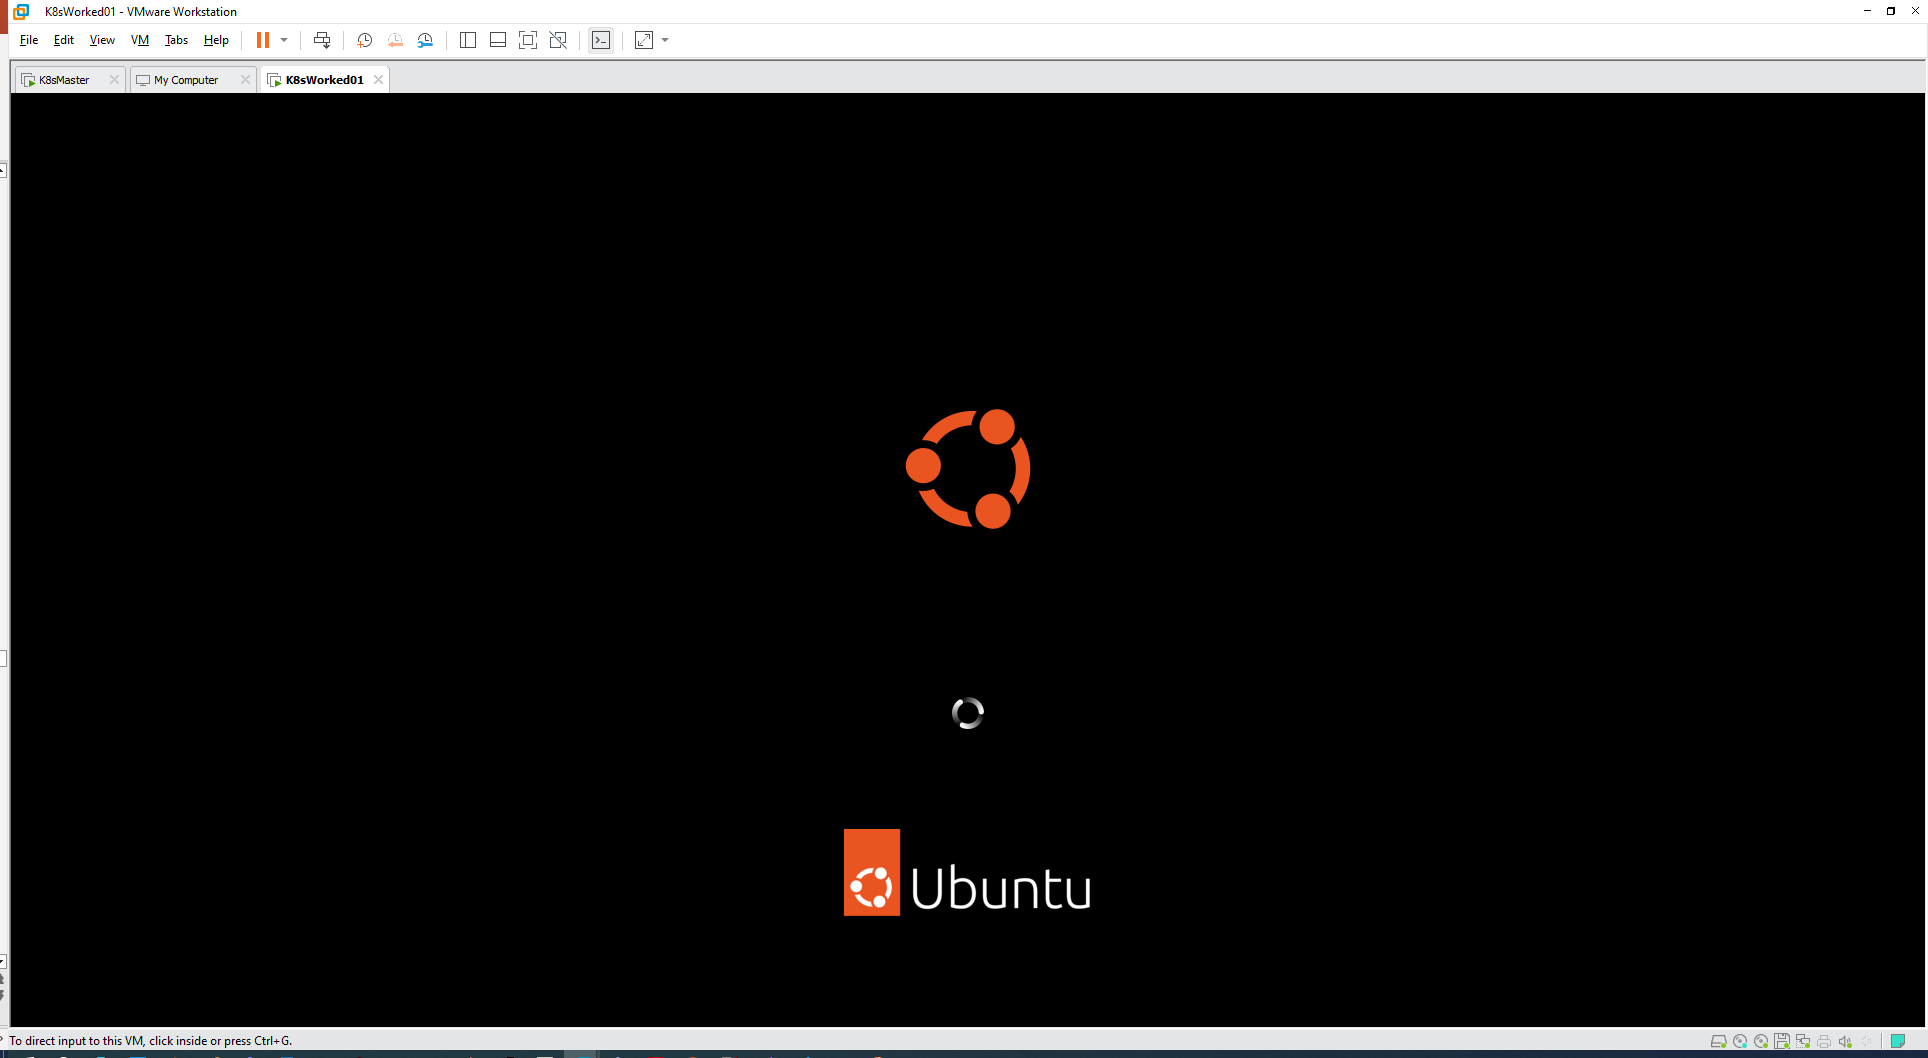 K8sWorked01 - VMware Workstation
File Edit View VM Tabs Help
K8sMaster My Computer K8sWorked01
Ubuntu
To direct input to this VM, click inside or press Ctrl+G.